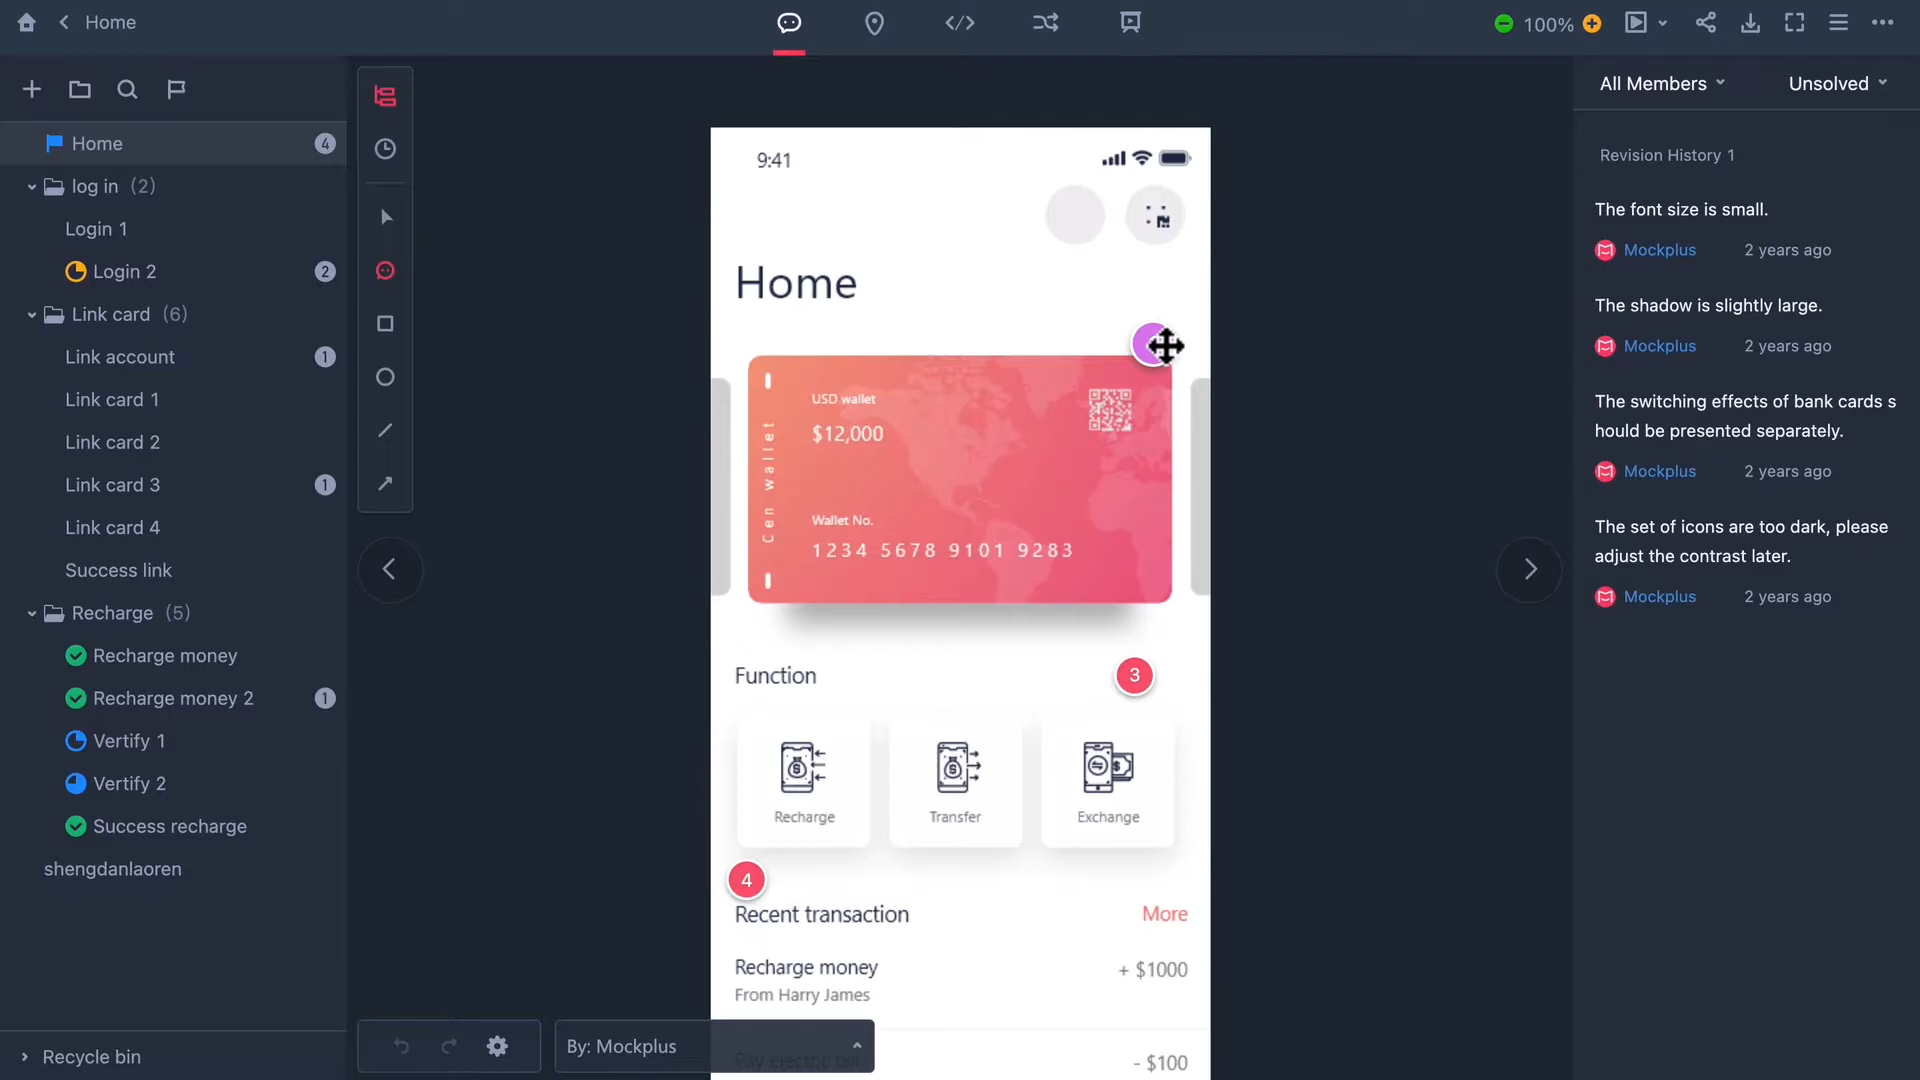 Home
100%
All Members
Unsolved
Home
4
log in (2)
Login 1
Login 2
2
Link card (6)
Link account
1
Link card 1
Link card 2
Link card 3
1
Link card 4
Success link
Recharge (5)
Recharge money
Recharge money 2
1
Vertify 1
Vertify 2
Success recharge
shengdanlaoren
Recycle bin
9:41
Home
Cen wallet
USD wallet
$12,000
Wallet No.
1234 5678 9101 9283
Function
3
Recharge
Transfer
Exchange
4
Recent transaction
More
Recharge money
+ $1000
From Harry James
By: Mockplus
- $100
Revision History 1
The font size is small.
Mockplus
2 years ago
The shadow is slightly large.
Mockplus
2 years ago
The switching effects of bank cards s
hould be presented separately.
Mockplus
2 years ago
The set of icons are too dark, please
adjust the contrast later.
Mockplus
2 years ago